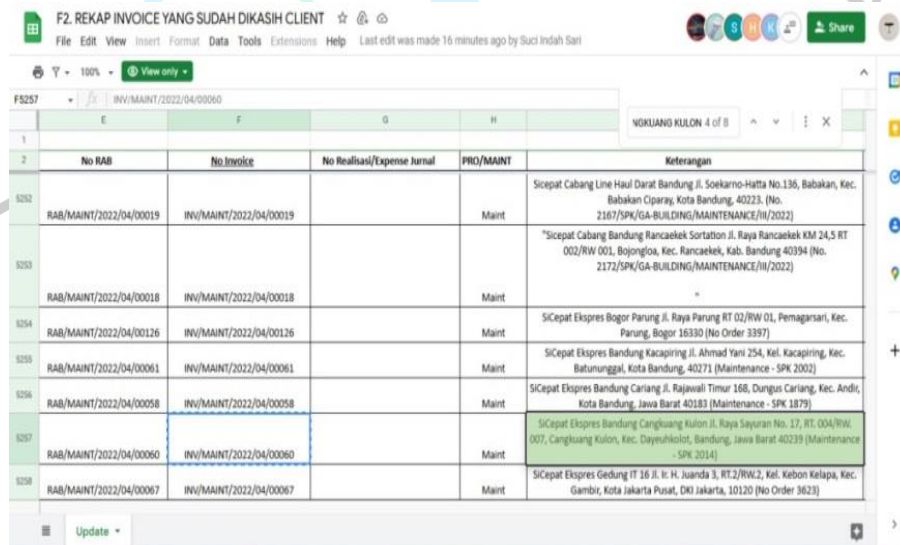 F2. REKAP INVOICE YANG SUDAH DIKASIH CLIENT
File Edit View Insert Format Data Tools Extensions Help Last edit was made 16 minutes ago by Suci Indah Sari
S H K Share T
100% View only
F5257 fx INV/MAINT/2022/04/00060
NGKUANG KULON 4 of 8
E F G H
1
2 No RAB No Invoice No Realisasi/Expense Jurnal PRO/MAINT Keterangan
Sicepat Cabang Line Haul Darat Bandung Jl. Soekarno-Hatta No.136, Babakan, Kec.
5252 Babakan Ciparay, Kota Bandung, 40223. (No.
RAB/MAINT/2022/04/00019 INV/MAINT/2022/04/00019 Maint 2167/SPK/GA-BUILDING/MAINTENANCE/III/2022)
"Sicepat Cabang Bandung Rancaekek Sortation Jl. Raya Rancaekek KM 24,5 RT
002/RW 001, Bojongloa, Kec. Rancaekek, Kab. Bandung 40394 (No.
5253 2172/SPK/GA-BUILDING/MAINTENANCE/III/2022)
"
RAB/MAINT/2022/04/00018 INV/MAINT/2022/04/00018 Maint
5254 SiCepat Ekspres Bogor Parung Jl. Raya Parung RT 02/RW 01, Pemagarsari, Kec.
RAB/MAINT/2022/04/00126 INV/MAINT/2022/04/00126 Maint Parung, Bogor 16330 (No Order 3397)
5255 SiCepat Ekspres Bandung Kacapiring Jl. Ahmad Yani 254, Kel. Kacapiring, Kec.
RAB/MAINT/2022/04/00061 INV/MAINT/2022/04/00061 Maint Batununggal, Kota Bandung, 40271 (Maintenance - SPK 2002)
5256 SiCepat Ekspres Bandung Cariang Jl. Rajawali Timur 168, Dungus Cariang, Kec. Andir,
RAB/MAINT/2022/04/00058 INV/MAINT/2022/04/00058 Maint Kota Bandung, Jawa Barat 40183 (Maintenance - SPK 1879)
SiCepat Ekspres Bandung Cangkuang Kulon Jl. Raya Sayuran No. 17, RT. 004/RW.
5257 007, Cangkuang Kulon, Kec. Dayeuhkolot, Bandung, Jawa Barat 40239 (Maintenance
RAB/MAINT/2022/04/00060 INV/MAINT/2022/04/00060 Maint - SPK 2014)
5258 SiCepat Ekspres Gedung IT 16 Jl. Ir. H. Juanda 3, RT.2/RW.2, Kel. Kebon Kelapa, Kec.
RAB/MAINT/2022/04/00067 INV/MAINT/2022/04/00067 Maint Gambir, Kota Jakarta Pusat, DKI Jakarta, 10120 (No Order 3623)
Update